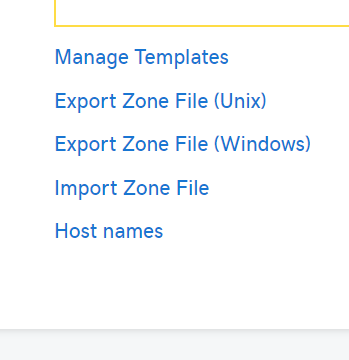 Manage Templates
Export Zone File (Unix)
Export Zone File (Windows)
Import Zone File
Host names